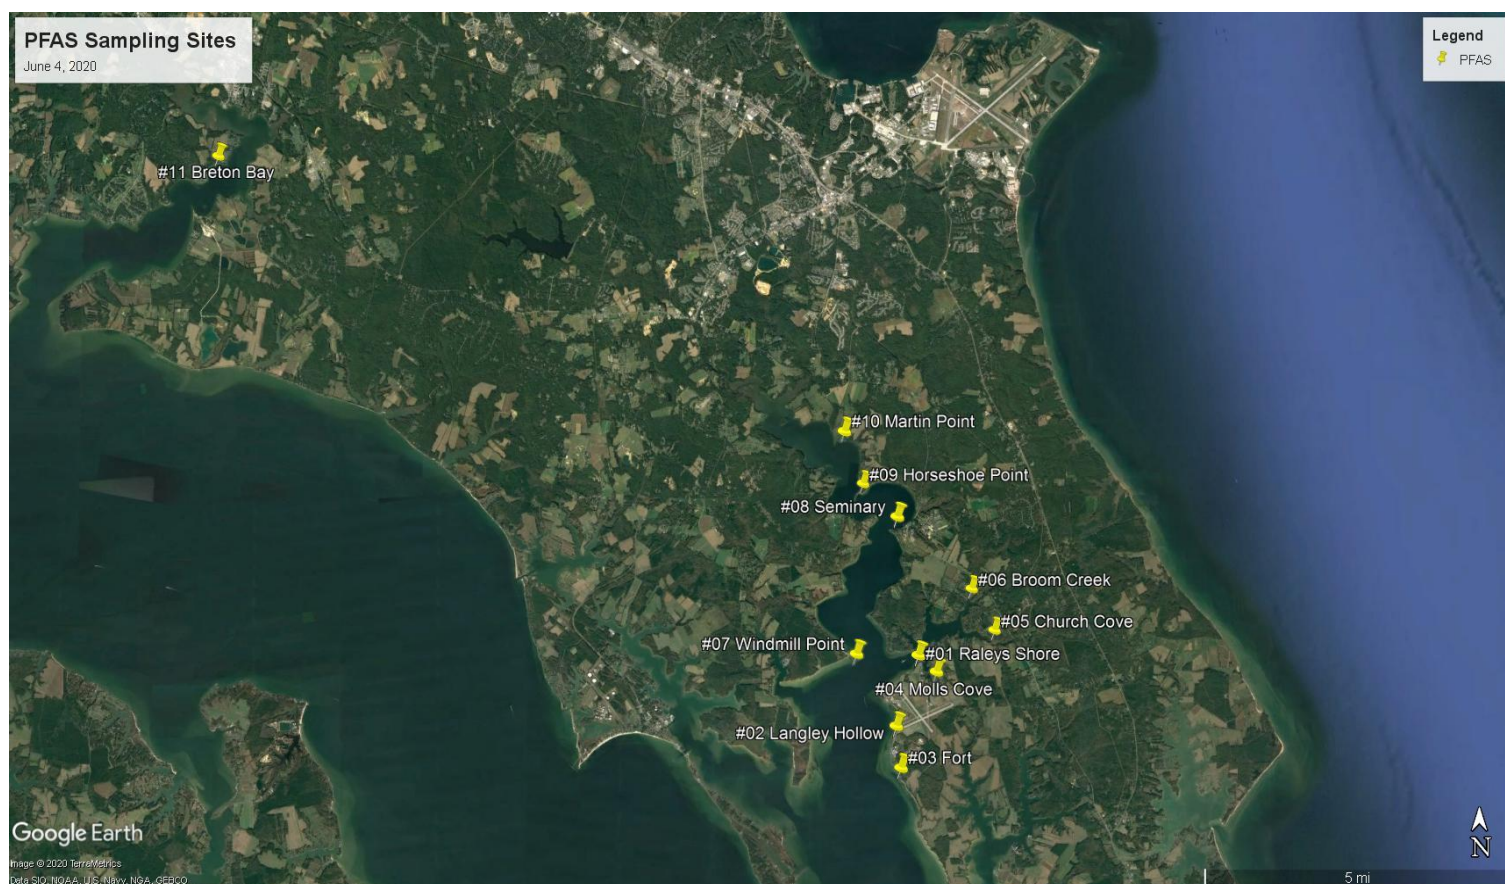 PFAS Sampling Sites
June 4, 2020
Legend
PFAS
#11 Breton Bay
#10 Martin Point
#09 Horseshoe Point
#08 Seminary
#06 Broom Creek
#05 Church Cove
#07 Windmill Point
#01 Raleys Shore
#04 Molls Cove
#02 Langley Hollow
#03 Fort
Google Earth
Image © 2020 TerraMetrics
Data SIO, NOAA, U.S. Navy, NGA, GEBCO
N
5 mi